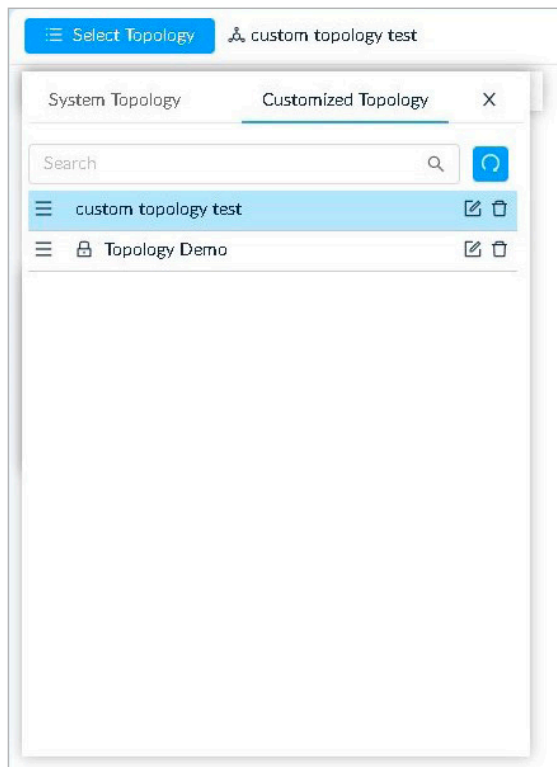 Select Topology custom topology test
System Topology Customized Topology X
Search
custom topology test
Topology Demo